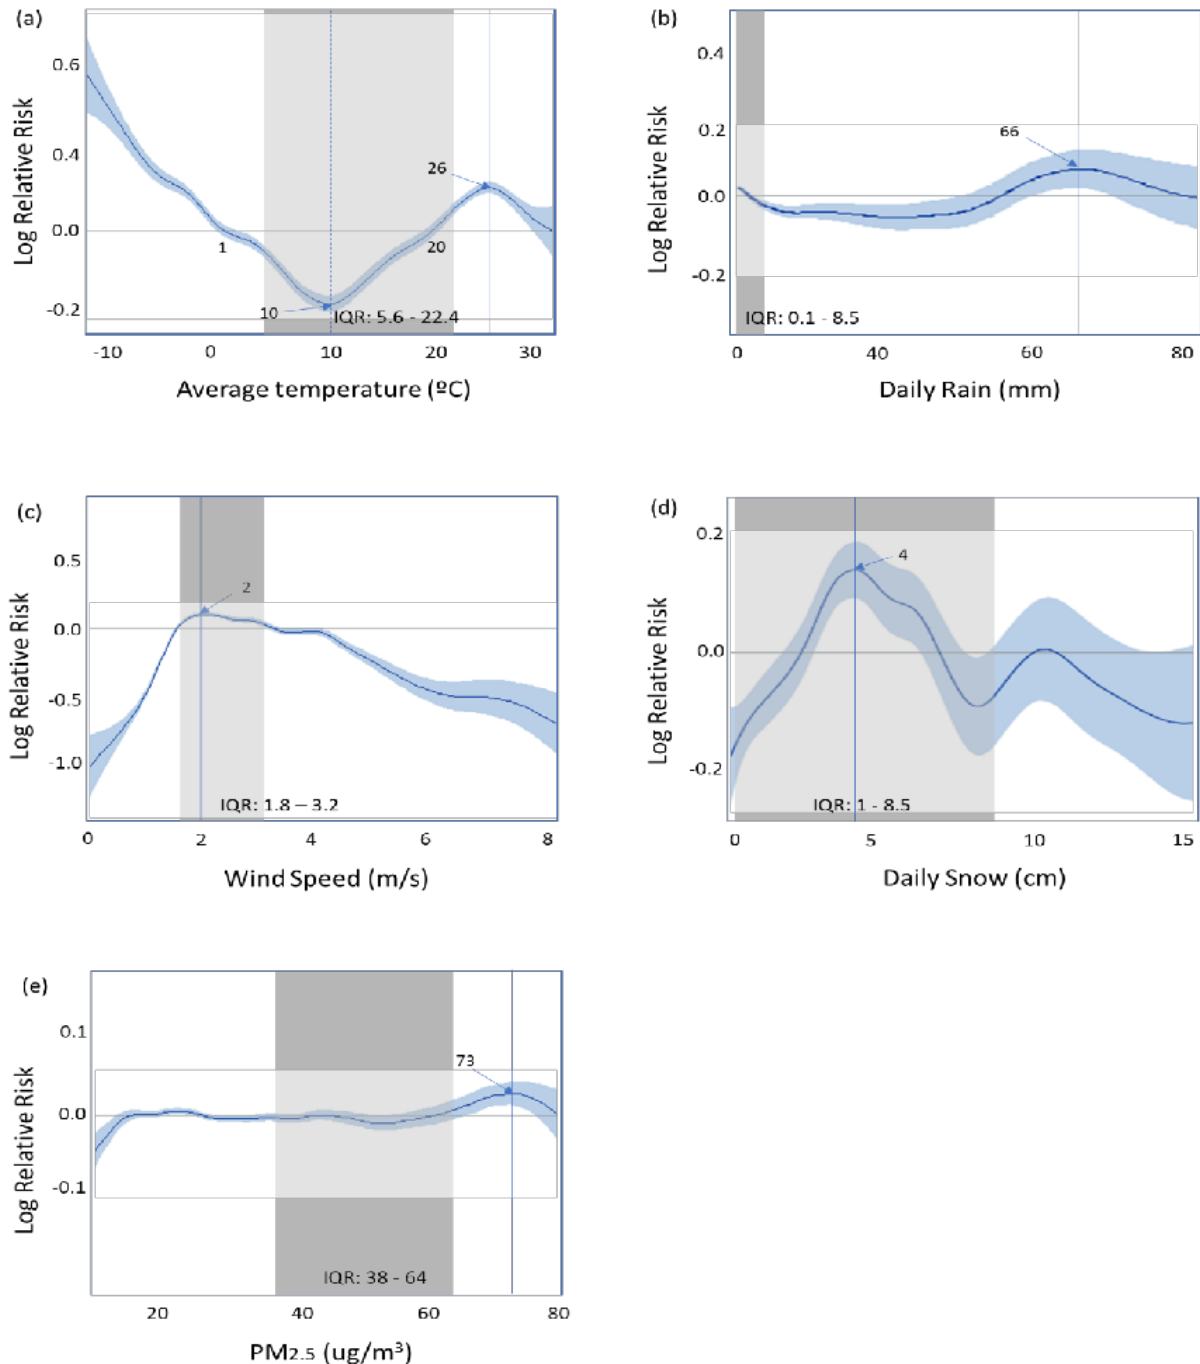 (a)
Log Relative Risk
0.6
0.4
0.0
-0.2
26
1
20
10
IQR: 5.6 - 22.4
-10 0 10 20 30
Average temperature (ºC)
(b)
Log Relative Risk
0.4
0.2
0.0
-0.2
66
IQR: 0.1 - 8.5
0 40 60 80
Daily Rain (mm)
(c)
Log Relative Risk
0.5
0.0
-0.5
-1.0
2
IQR: 1.8 – 3.2
0 2 4 6 8
Wind Speed (m/s)
(d)
Log Relative Risk
0.2
0.0
-0.2
4
IQR: 1 - 8.5
0 5 10 15
Daily Snow (cm)
(e)
Log Relative Risk
0.1
0.0
-0.1
73
IQR: 38 - 64
20 40 60 80
PM2.5 (ug/m³)